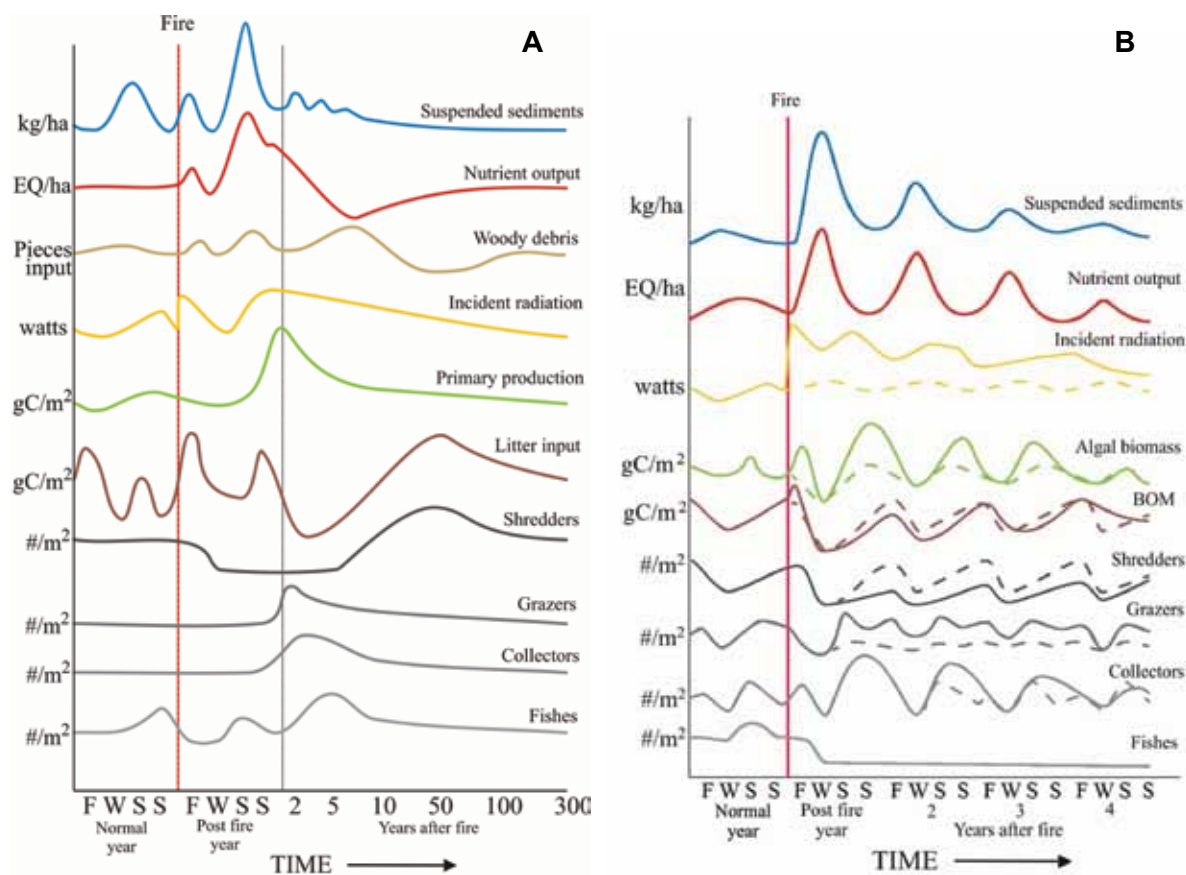 Fire
A
kg/ha
Suspended sediments
EQ/ha
Nutrient output
Pieces
input
Woody debris
watts
Incident radiation
gC/m²
Primary production
gC/m²
Litter input
#/m²
Shredders
#/m²
Grazers
#/m²
Collectors
#/m²
Fishes
F W S S F W S S 2 5 10 50 100 300
Normal
year
Post fire
year
Years after fire
TIME
B
Fire
kg/ha
Suspended sediments
EQ/ha
Nutrient output
watts
Incident radiation
gC/m²
Algal biomass
gC/m²
BOM
#/m²
Shredders
#/m²
Grazers
#/m²
Collectors
#/m²
Fishes
F W S S F W S S F W S S F W S S F W S S
Normal
year
Post fire
year
2 3 4
Years after fire
TIME